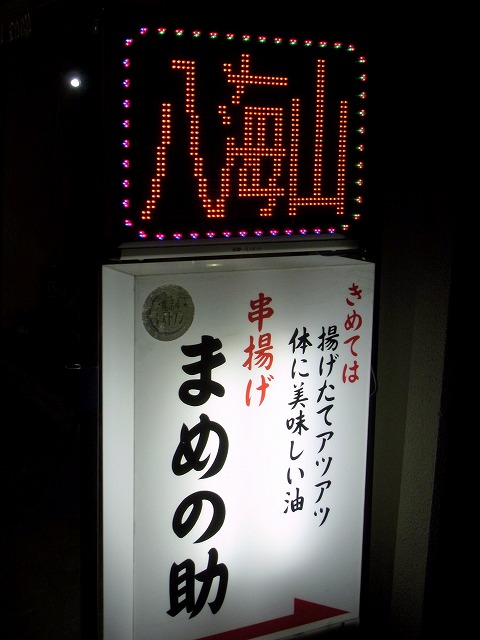 八海山
きめては
揚げたてアツアツ
体に美味しい油
串揚げ
まめの助